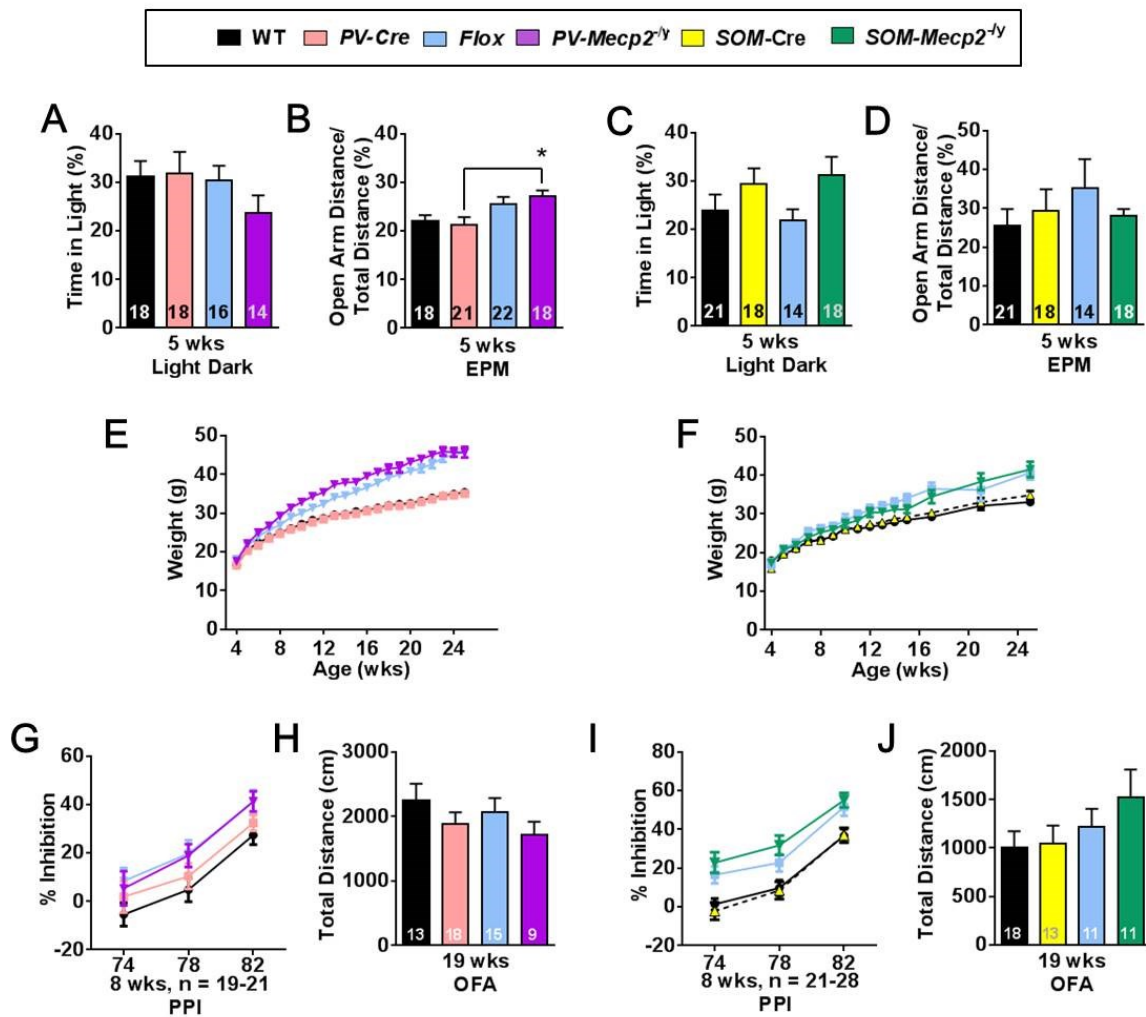 WT PV-Cre Flox PV-Mecp2-/y SOM-Cre SOM-Mecp2-/y
A
Time in Light (%)
40
30
20
10
0
18 18 16 14
5 wks
Light Dark
B
Open Arm Distance/
Total Distance (%)
40
30
20
10
0
*
18 21 22 18
5 wks
EPM
C
Time in Light (%)
40
30
20
10
0
21 18 14 18
5 wks
Light Dark
D
Open Arm Distance/
Total Distance (%)
50
40
30
20
10
0
21 18 14 18
5 wks
EPM
E
Weight (g)
50
40
30
20
10
0
4 8 12 16 20 24
Age (wks)
F
Weight (g)
50
40
30
20
10
0
4 8 12 16 20 24
Age (wks)
G
% Inhibition
60
40
20
0
-20
74 78 82
8 wks, n = 19-21
PPI
H
Total Distance (cm)
3000
2000
1000
0
13 18 15 9
19 wks
OFA
I
% Inhibition
80
60
40
20
0
-20
74 78 82
8 wks, n = 21-28
PPI
J
Total Distance (cm)
2000
1500
1000
500
0
18 13 11 11
19 wks
OFA